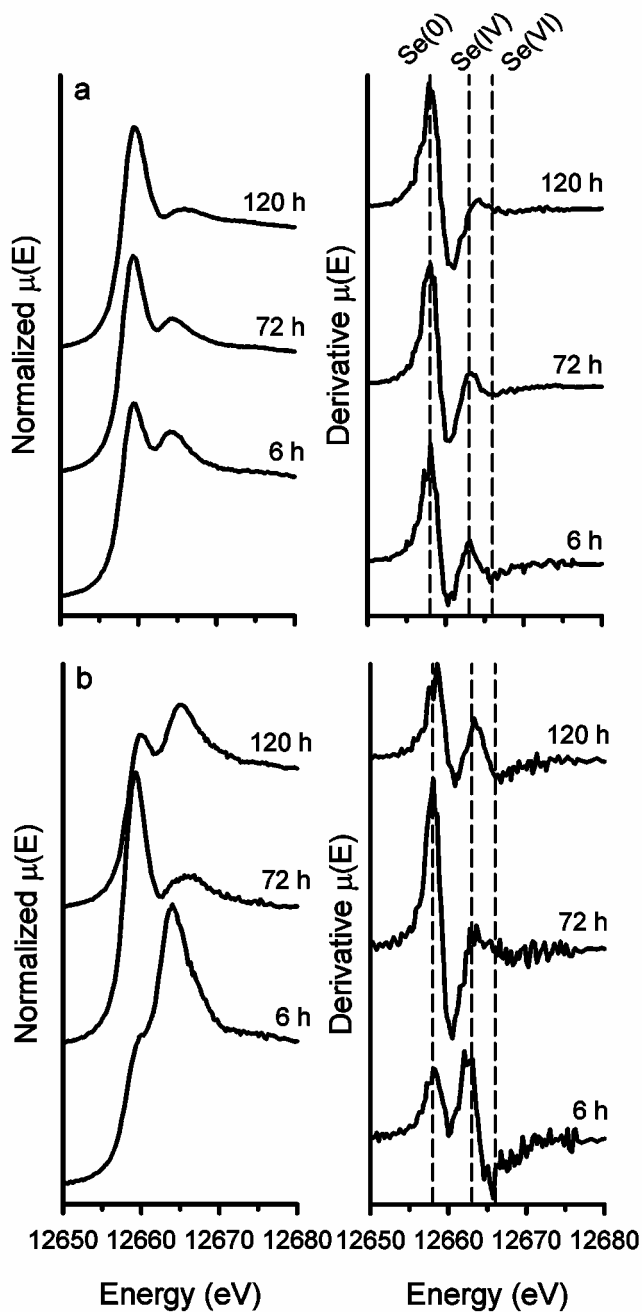 Se(0)
Se(IV)
Se(VI)
a
120 h
72 h
6 h
Normalized μ(E)
120 h
72 h
6 h
Derivative μ(E)
b
120 h
72 h
6 h
Normalized μ(E)
120 h
72 h
6 h
Derivative μ(E)
12650 12660 12670 12680
12650 12660 12670 12680
Energy (eV)
Energy (eV)